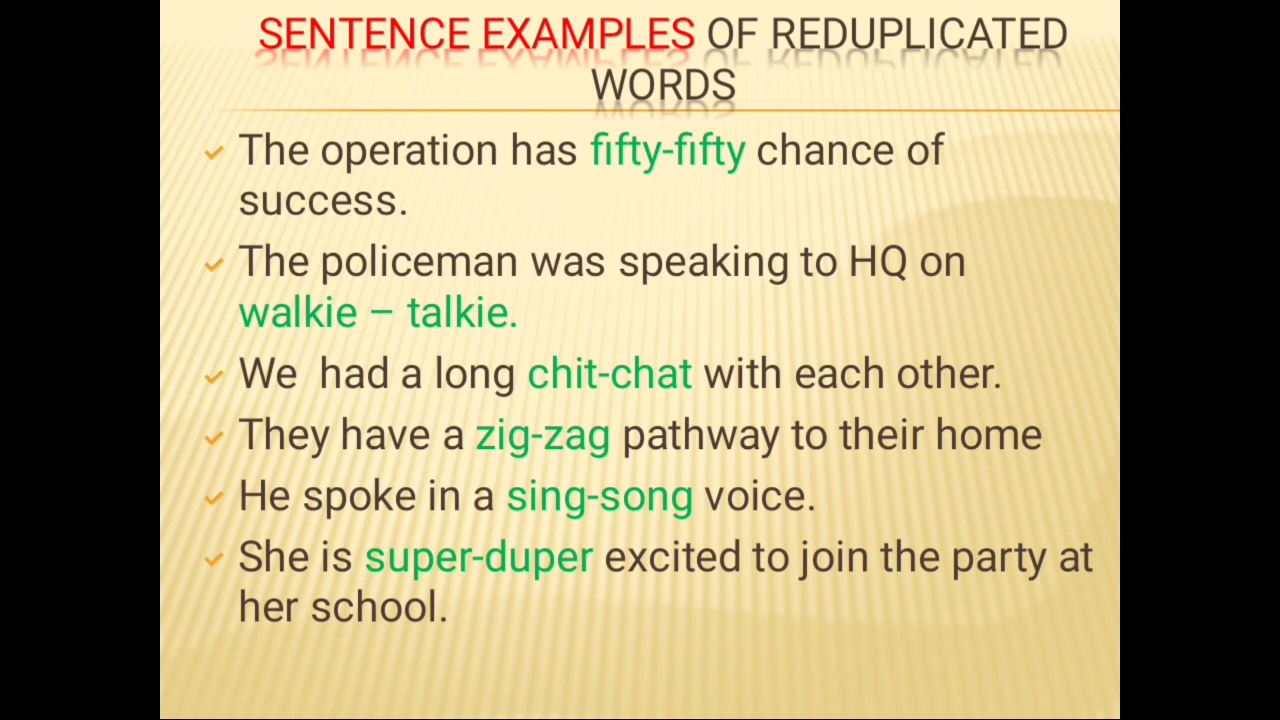 SENTENCE EXAMPLES OF REDUPLICATED
WORDS
The operation has fifty-fifty chance of
success.
The policeman was speaking to HQ on
walkie – talkie.
We  had a long chit-chat with each other.
They have a zig-zag pathway to their home
He spoke in a sing-song voice.
She is super-duper excited to join the party at
her school.